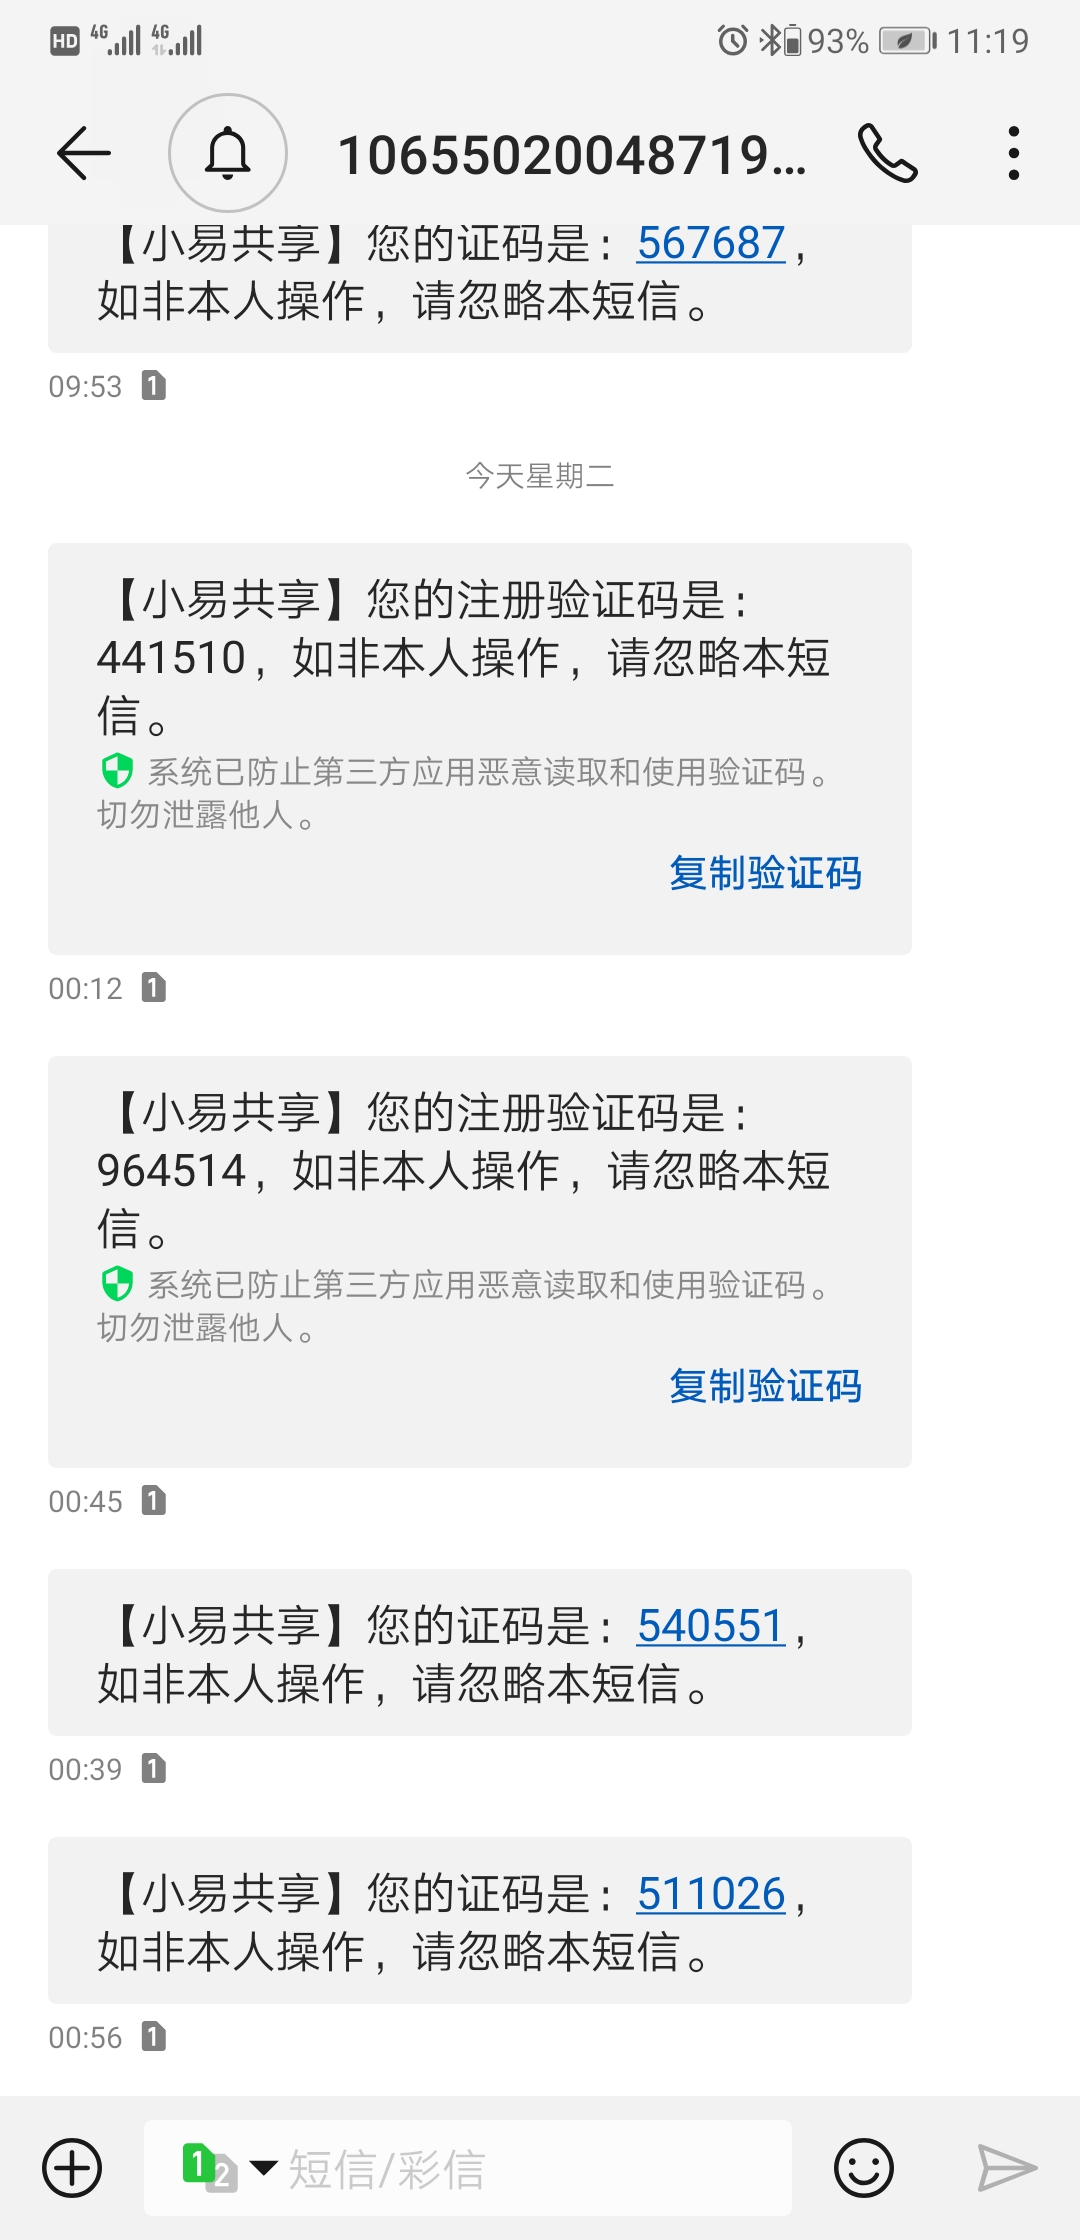 HD 4G 4G 93% 11:19
10655020048719...
【小易共享】您的证码是：567687，
如非本人操作，请忽略本短信。
09:53 1
今天星期二
【小易共享】您的注册验证码是：
441510，如非本人操作，请忽略本短
信。
系统已防止第三方应用恶意读取和使用验证码。
切勿泄露他人。
复制验证码
00:12 1
【小易共享】您的注册验证码是：
964514，如非本人操作，请忽略本短
信。
系统已防止第三方应用恶意读取和使用验证码。
切勿泄露他人。
复制验证码
00:45 1
【小易共享】您的证码是：540551，
如非本人操作，请忽略本短信。
00:39 1
【小易共享】您的证码是：511026，
如非本人操作，请忽略本短信。
00:56 1
1 2 短信/彩信